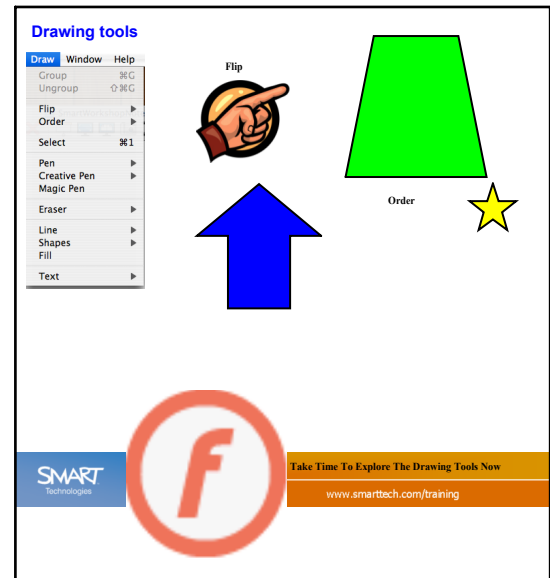 Drawing tools
Draw Window Help
Group ⌘G
Ungroup ⇧⌘G
Flip ▶
Order ▶
Select ⌘1
Pen ▶
Creative Pen ▶
Magic Pen
Eraser ▶
Line ▶
Shapes ▶
Fill
Text ▶
Flip
Order
SMART
Technologies
f
Take Time To Explore The Drawing Tools Now
www.smarttech.com/training